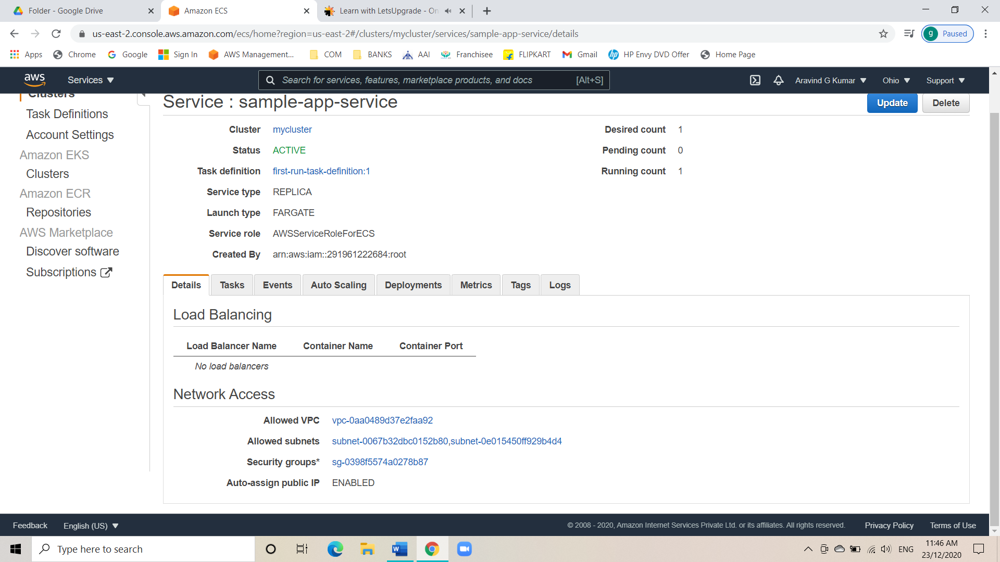 Folder - Google Drive
Amazon ECS
Learn with LetsUpgrade - On
us-east-2.console.aws.amazon.com/ecs/home?region=us-east-2#/clusters/mycluster/services/sample-app-service/details
g Paused
Apps Chrome Google Sign In AWS Management... COM BANKS AAI Franchisee FLIPKART Gmail HP Envy DVD Offer Home Page
aws Services Search for services, features, marketplace products, and docs [Alt+S] Aravind G Kumar Ohio Support
Clusters
Task Definitions
Account Settings
Amazon EKS
Clusters
Amazon ECR
Repositories
AWS Marketplace
Discover software
Subscriptions
Service : sample-app-service
Update Delete
Cluster mycluster
Status ACTIVE
Task definition first-run-task-definition:1
Service type REPLICA
Launch type FARGATE
Service role AWSServiceRoleForECS
Created By arn:aws:iam::291961222684:root
Desired count 1
Pending count 0
Running count 1
Details Tasks Events Auto Scaling Deployments Metrics Tags Logs
Load Balancing
Load Balancer Name Container Name Container Port
No load balancers
Network Access
Allowed VPC vpc-0aa0489d37e2faa92
Allowed subnets subnet-0067b32dbc0152b80,subnet-0e015450ff929b4d4
Security groups* sg-0398f5574a0278b87
Auto-assign public IP ENABLED
Feedback English (US) © 2008 - 2020, Amazon Internet Services Private Ltd. or its affiliates. All rights reserved. Privacy Policy Terms of Use
Type here to search
W
ENG
11:46 AM
23/12/2020